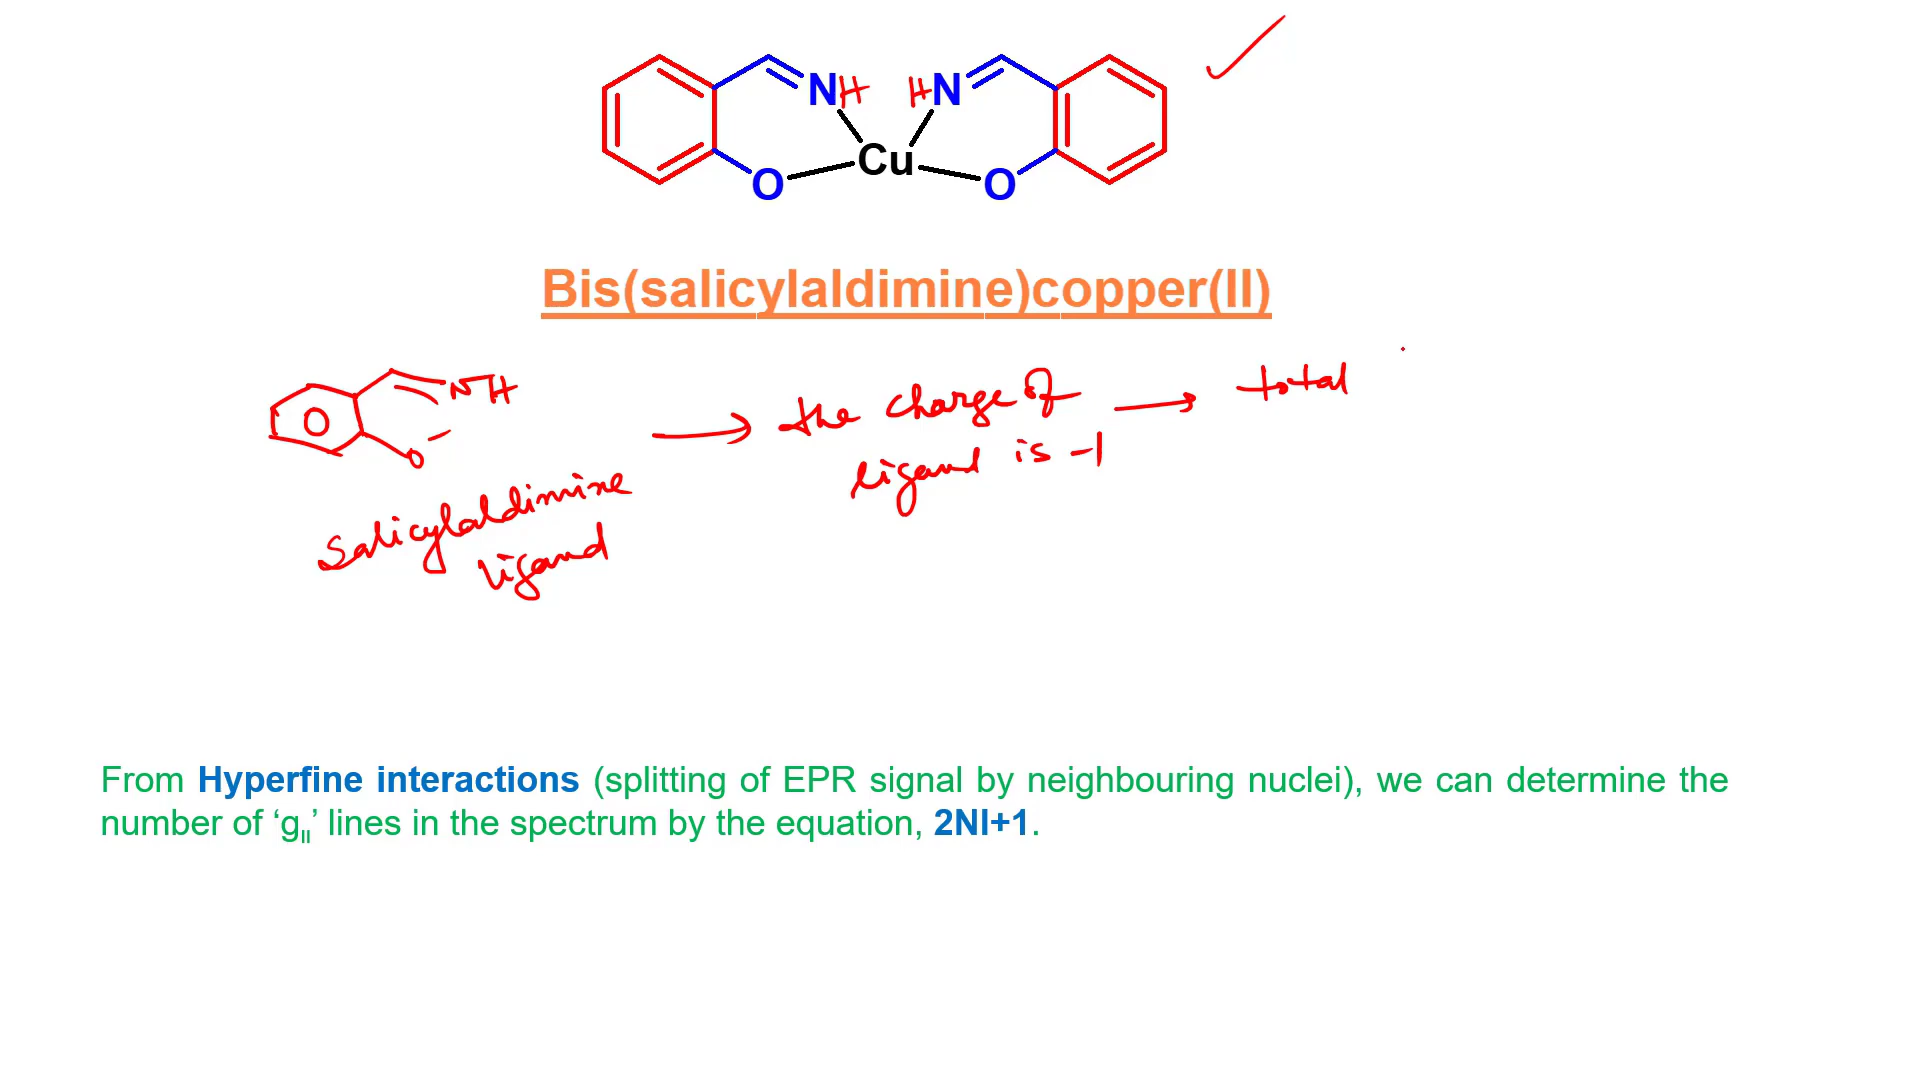 NH HN
Cu
O O
Bis(salicylaldimine)copper(II)
NH
O
O⁻
Salicylaldimine
ligand
→ the charge of
ligand is -1
→ total
From Hyperfine interactions (splitting of EPR signal by neighbouring nuclei), we can determine the
number of ‘g||’ lines in the spectrum by the equation, 2NI+1.